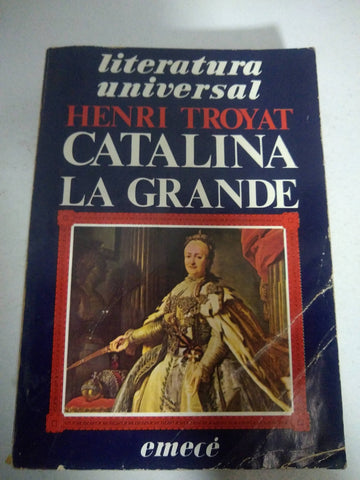 literatura
universal
HENRI TROYAT
CATALINA
LA GRANDE
emecé